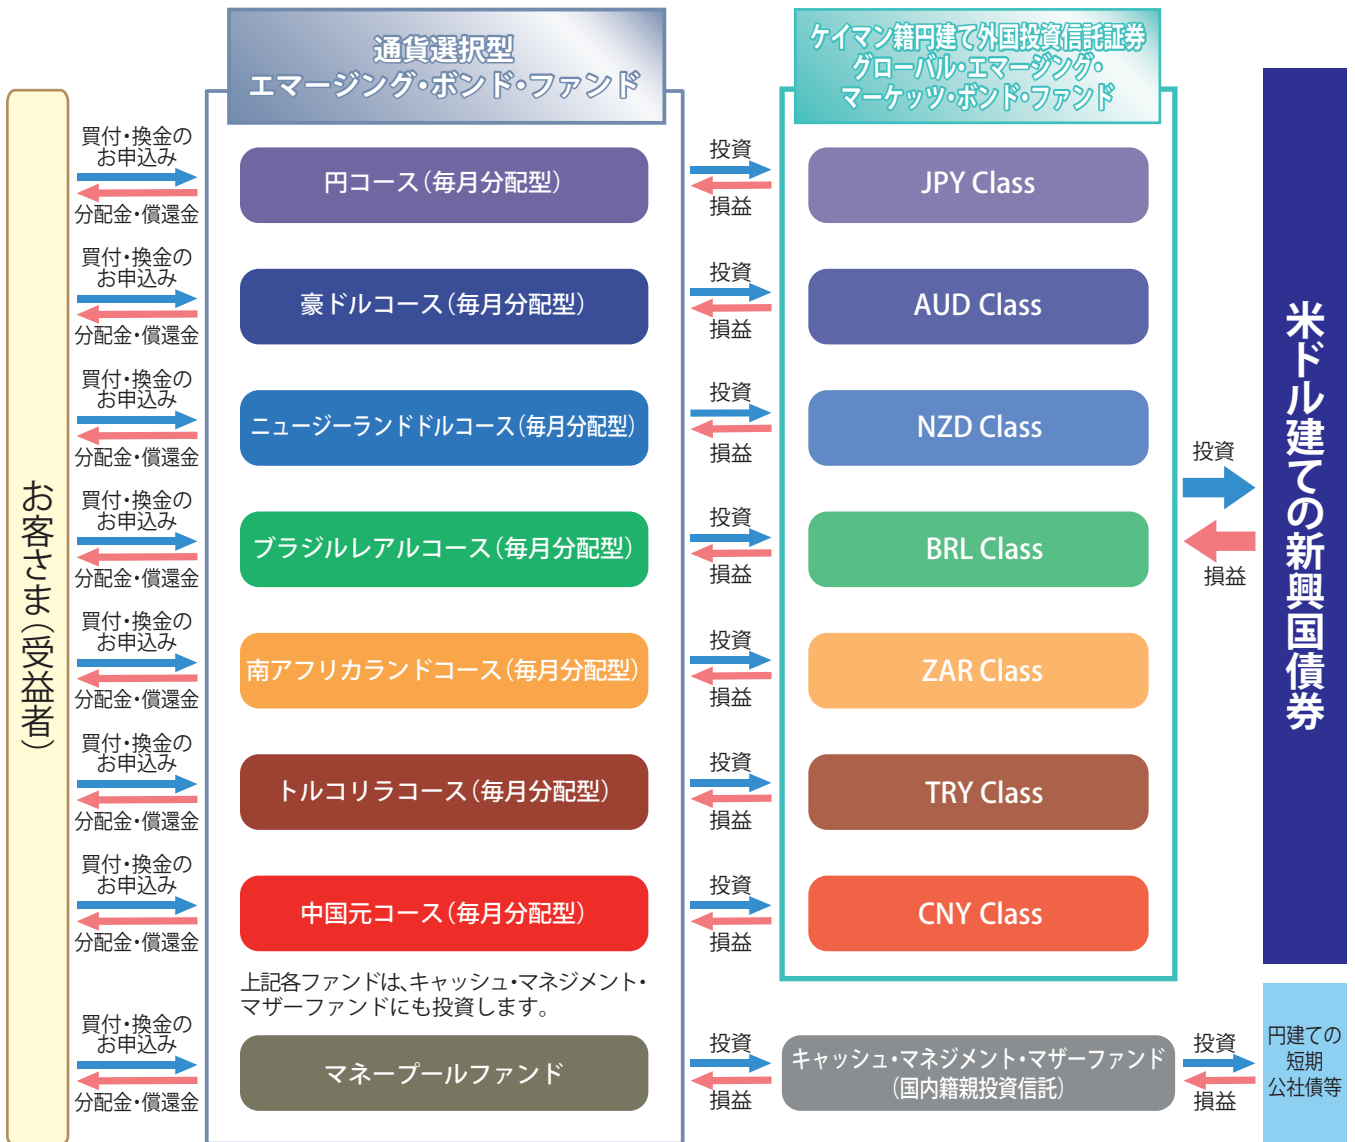 通貨選択型
エマージング・ボンド・ファンド
ケイマン籍円建て外国投資信託証券
グローバル・エマージング・
マーケッツ・ボンド・ファンド
お客さま（受益者）
買付・換金の
お申込み
分配金・償還金
円コース（毎月分配型）
投資
損益
JPY Class
買付・換金の
お申込み
分配金・償還金
豪ドルコース（毎月分配型）
投資
損益
AUD Class
買付・換金の
お申込み
分配金・償還金
ニュージーランドドルコース（毎月分配型）
投資
損益
NZD Class
買付・換金の
お申込み
分配金・償還金
ブラジルレアルコース（毎月分配型）
投資
損益
BRL Class
買付・換金の
お申込み
分配金・償還金
南アフリカランドコース（毎月分配型）
投資
損益
ZAR Class
買付・換金の
お申込み
分配金・償還金
トルコリラコース（毎月分配型）
投資
損益
TRY Class
買付・換金の
お申込み
分配金・償還金
中国元コース（毎月分配型）
投資
損益
CNY Class
投資
損益
米ドル建ての新興国債券
上記各ファンドは、キャッシュ・マネジメント・
マザーファンドにも投資します。
買付・換金の
お申込み
分配金・償還金
マネープールファンド
投資
損益
キャッシュ・マネジメント・マザーファンド
（国内籍親投資信託）
投資
損益
円建ての
短期
公社債等